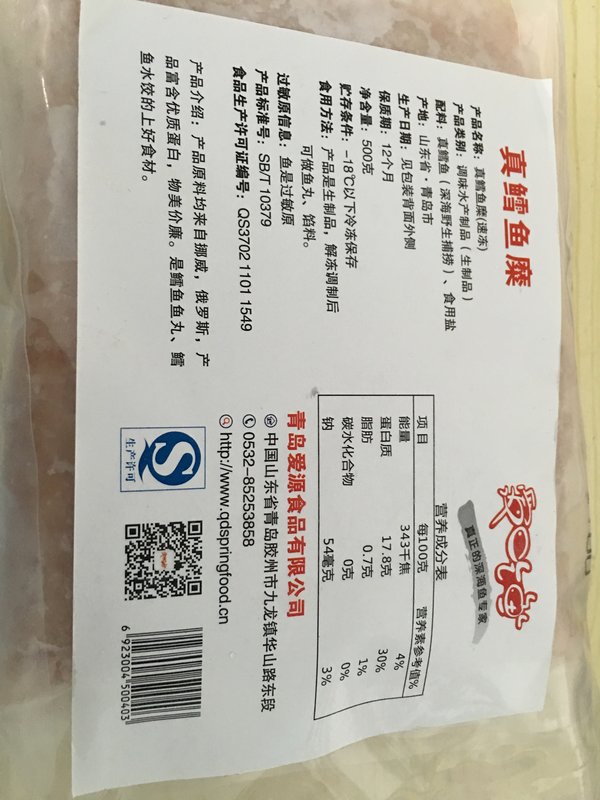 真鳕鱼糜
产品名称：真鳕鱼糜(速冻)
产品类别：调味水产制品（生制品）
配料：真鳕鱼（深海野生捕捞）、食用盐
产地：山东省·青岛市
生产日期：见包装背面外侧
保质期：12个月
净含量：500克
贮存条件：-18℃以下冷冻保存
食用方法：产品是生制品，解冻调制后
可做鱼丸、馅料。
过敏原信息：鱼是过敏原
产品标准号：SB/T10379
食品生产许可证编号：QS3702 1101 1549
产品介绍：产品原料均来自挪威，俄罗斯，产
品富含优质蛋白，物美价廉。是鳕鱼鱼丸、鳕
鱼水饺的上好食材。
真正的深海鱼专家
营养成分表
项目 每100克 营养素参考值%
能量 343千焦 4%
蛋白质 17.8克 30%
脂肪 0.7克 1%
碳水化合物 0克 0%
钠 54毫克 3%
青岛爱源食品有限公司
中国山东省青岛胶州市九龙镇华山路东段
0532-85253858
http://www.qdspringfood.cn
生产许可
6 923004 500403